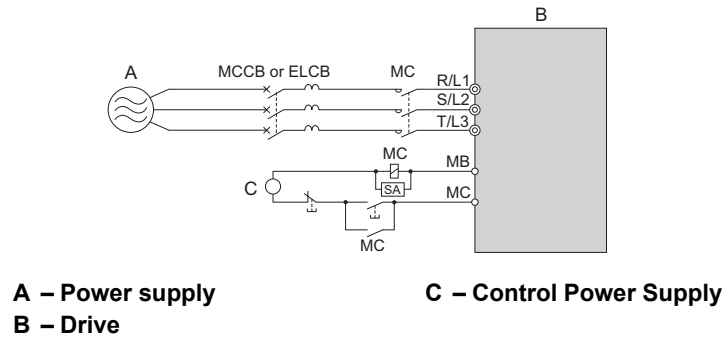 B
A
MCCB or ELCB
MC
R/L1
S/L2
T/L3
MC
MB
C
SA
MC
MC
A – Power supply
C – Control Power Supply
B – Drive